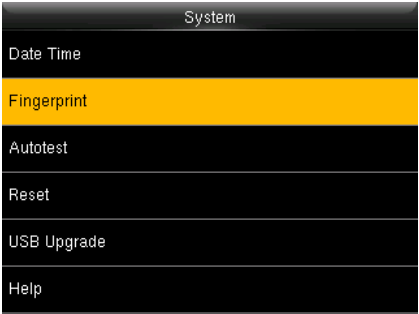 System
Date Time
Fingerprint
Autotest
Reset
USB Upgrade
Help